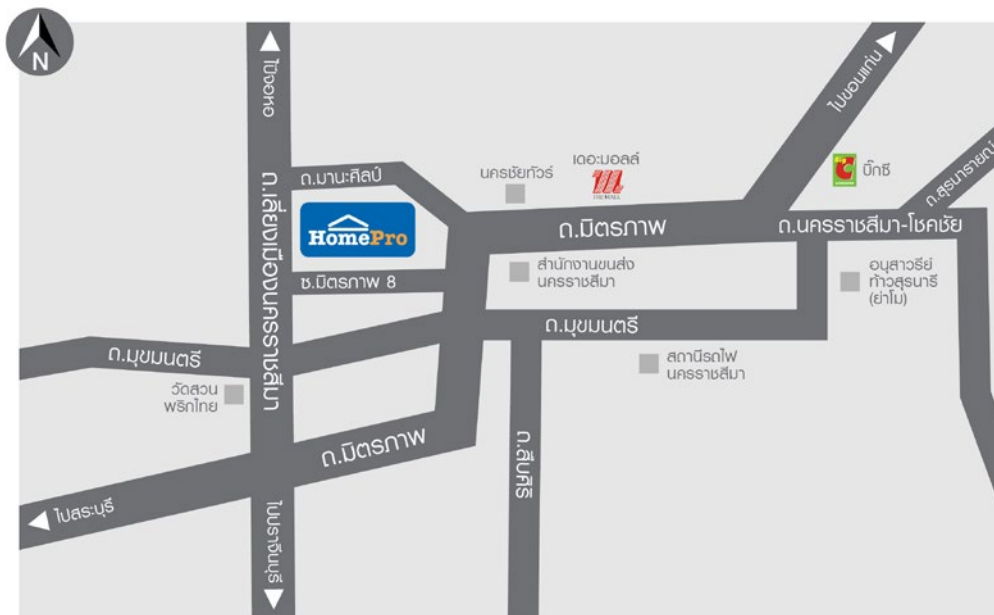 N
ไปจอหอ
ถ.เลี่ยงเมืองนครราชสีมา
ไปปราจีนบุรี
ถ.มานะศิลป์
HomePro
ซ.มิตรภาพ 8
นครชัยทัวร์
เดอะมอลล์
THE MALL
ถ.มิตรภาพ
ไปขอนแก่น
บิ๊กซี
ถ.สุรนารายณ์
ถ.นครราชสีมา-โชคชัย
สำนักงานขนส่ง
นครราชสีมา
อนุสาวรีย์
ท้าวสุรนารี
(ย่าโม)
ถ.มุขมนตรี
ถ.มุขมนตรี
สถานีรถไฟ
นครราชสีมา
วัดสวน
พริกไทย
ถ.มิตรภาพ
ถ.สืบศิริ
ไปสระบุรี